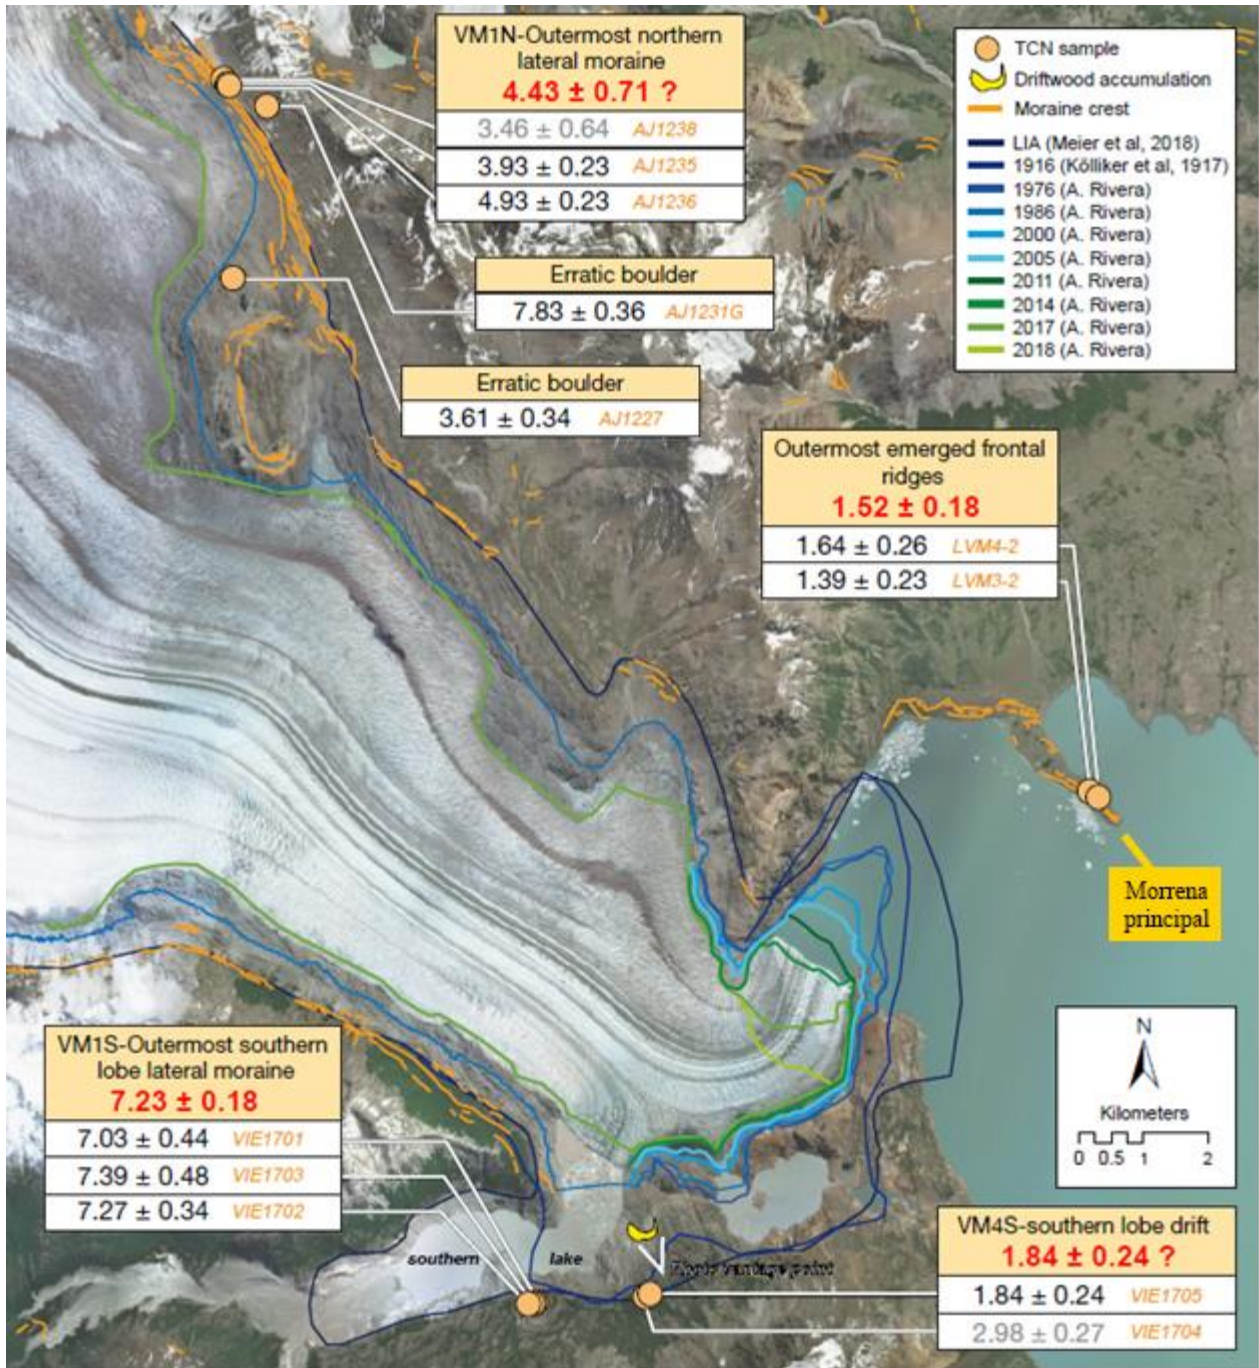 VM1N-Outermost northern
lateral moraine
4.43 ± 0.71 ?
3.46 ± 0.64 AJ1238
3.93 ± 0.23 AJ1235
4.93 ± 0.23 AJ1236
TCN sample
Driftwood accumulation
Moraine crest
LIA (Meier et al, 2018)
1916 (Kölliker et al, 1917)
1976 (A. Rivera)
1986 (A. Rivera)
2000 (A. Rivera)
2005 (A. Rivera)
2011 (A. Rivera)
2014 (A. Rivera)
2017 (A. Rivera)
2018 (A. Rivera)
Erratic boulder
7.83 ± 0.36 AJ1231G
Erratic boulder
3.61 ± 0.34 AJ1227
Outermost emerged frontal
ridges
1.52 ± 0.18
1.64 ± 0.26 LVM4-2
1.39 ± 0.23 LVM3-2
Morrena
principal
N
Kilometers
0 0.5 1 2
VM1S-Outermost southern
lobe lateral moraine
7.23 ± 0.18
7.03 ± 0.44 VIE1701
7.39 ± 0.48 VIE1703
7.27 ± 0.34 VIE1702
southern lake
vantage point
VM4S-southern lobe drift
1.84 ± 0.24 ?
1.84 ± 0.24 VIE1705
2.98 ± 0.27 VIE1704